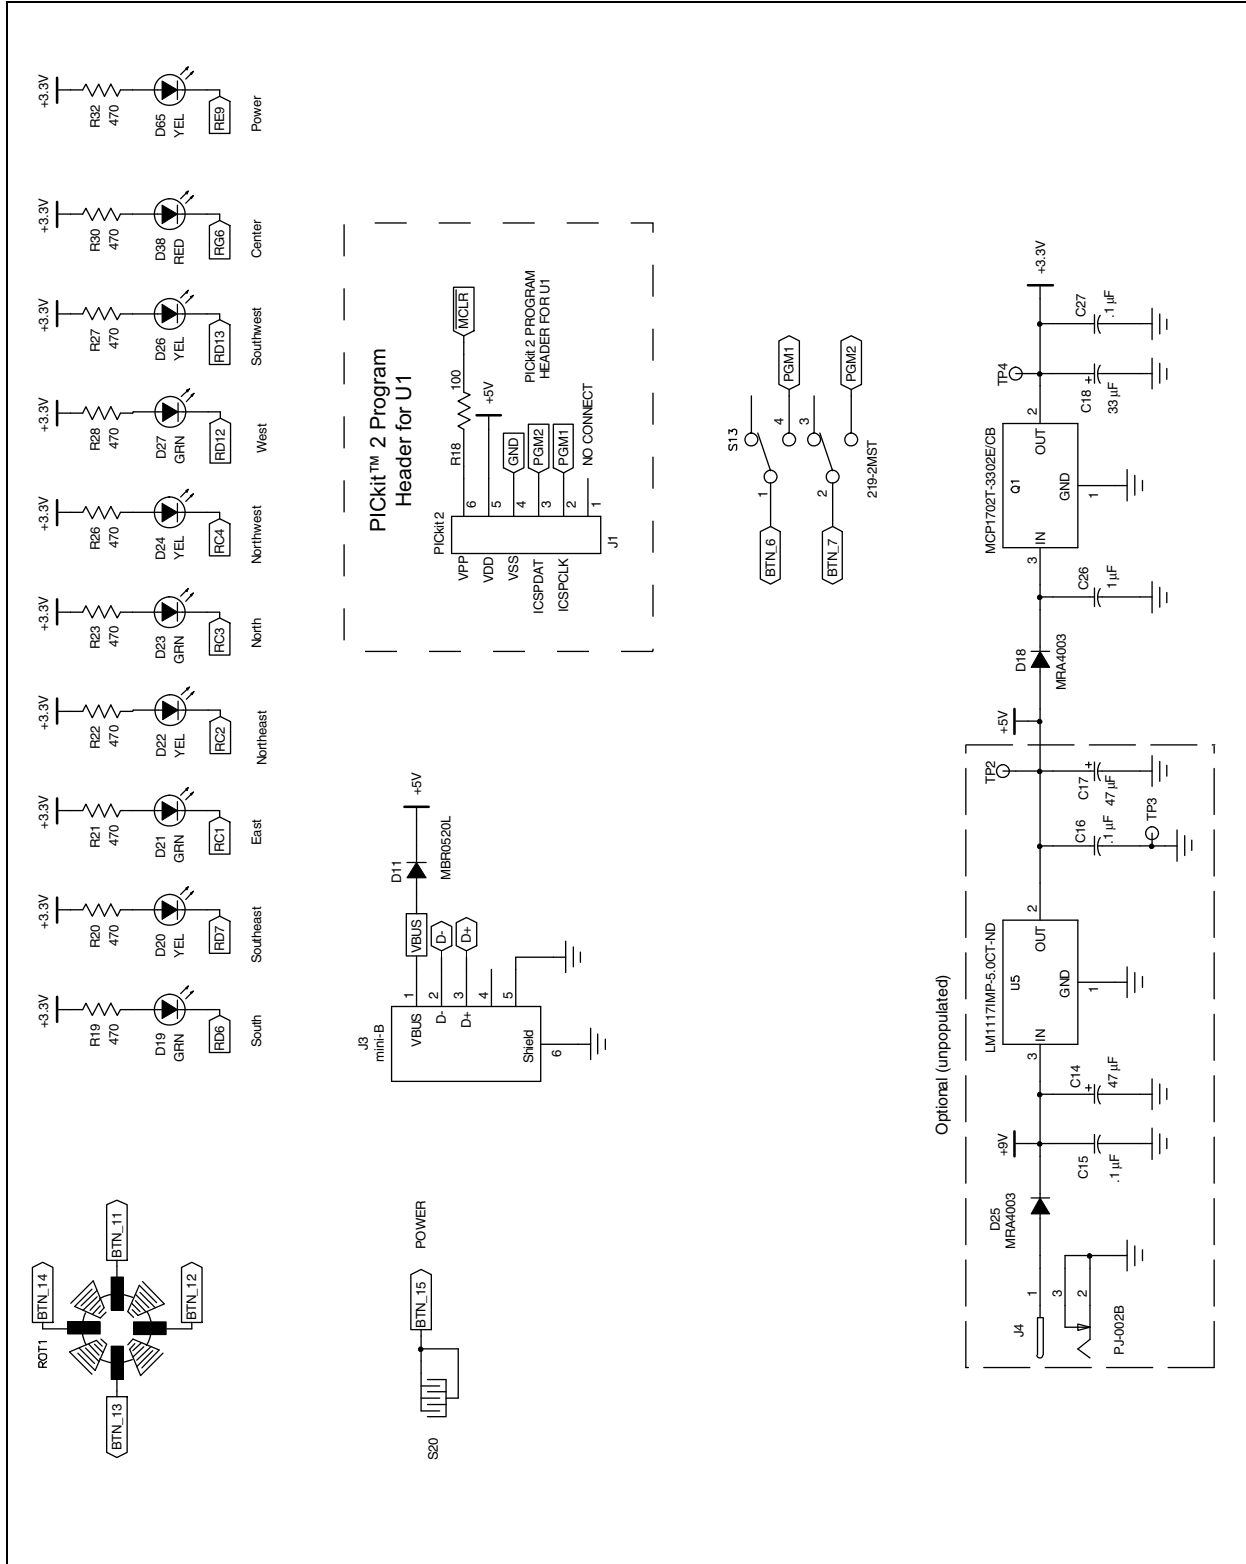 ROT1
BTN_14
BTN_11
BTN_12
BTN_13
+3.3V
R19
470
D19
GRN
RD6
South
+3.3V
R20
470
D20
YEL
RD7
Southeast
+3.3V
R21
470
D21
GRN
RC1
East
+3.3V
R22
470
D22
YEL
RC2
Northeast
+3.3V
R23
470
D23
GRN
RC3
North
+3.3V
R26
470
D24
YEL
RC4
Northwest
+3.3V
R28
470
D27
GRN
RD12
West
+3.3V
R27
470
D26
YEL
RD13
Southwest
+3.3V
R30
470
D38
RED
RG6
Center
+3.3V
R32
470
D65
YEL
RE9
Power
S20
BTN_15
POWER
J3
mini-B
VBUS
D-
D+
Shield
1
2
3
4
5
6
VBUS
D-
D+
D11
MBR0520L
+5V
PICkit™ 2 Program
Header for U1
PICkit 2
VPP
VDD
VSS
ICSPDAT
ICSPCLK
6
5
4
3
2
1
J1
R18
100
MCLR
+5V
GND
PGM2
PGM1
NO CONNECT
PICkit 2 PROGRAM
HEADER FOR U1
S13
BTN_6
1
4
PGM1
BTN_7
2
3
PGM2
219-2MST
Optional (unpopulated)
J4
1
3
2
PJ-002B
D25
MRA4003
+9V
C15
.1 µF
C14
+
47 µF
LM1117IMP-5.0CT-ND
3
IN
U5
OUT
2
GND
1
C16
.1 µF
TP3
TP2
C17
+
47 µF
+5V
D18
MRA4003
C26
1 µF
MCP1702T-3302E/CB
3
IN
Q1
OUT
2
GND
1
TP4
C18
+
33 µF
C27
.1 µF
+3.3V